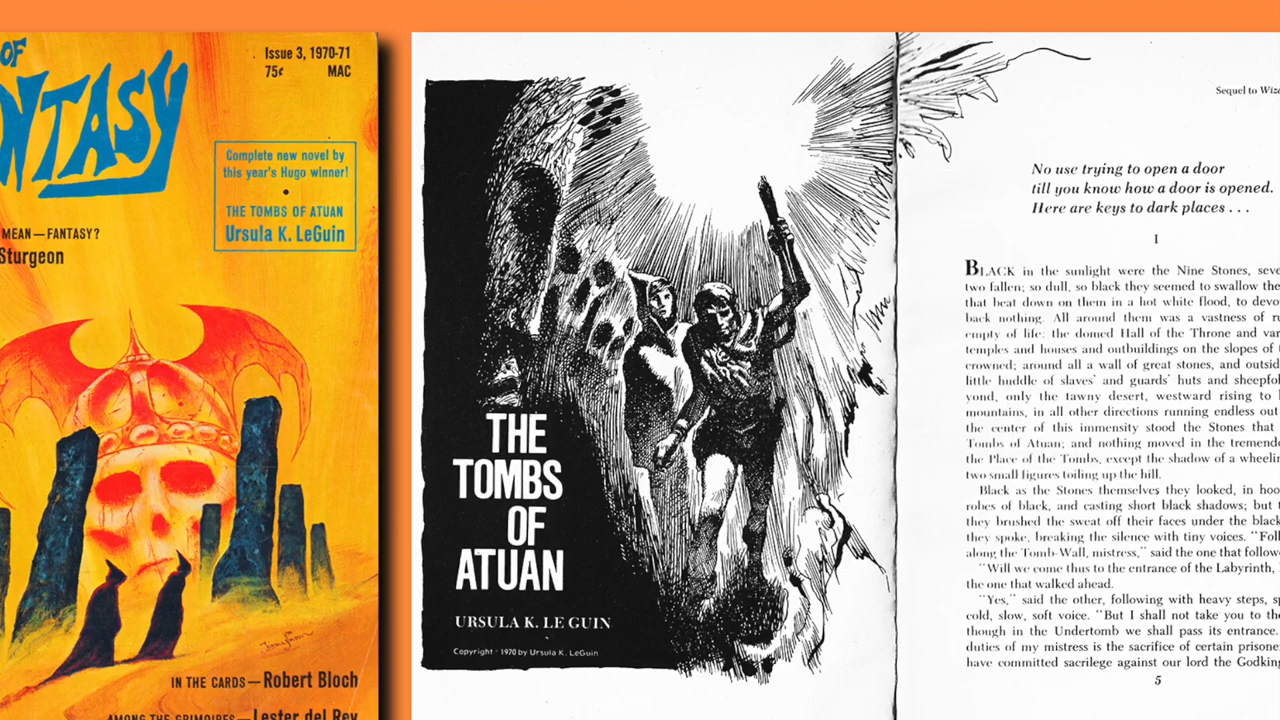 OF
NTASY
Issue 3, 1970-71
75¢ MAC
Complete new novel by
this year's Hugo winner!
•
THE TOMBS OF ATUAN
Ursula K. LeGuin
MEAN—FANTASY?
Sturgeon
IN THE CARDS—Robert Bloch
AMONG THE GRIMOIRES—Lester del Rey
THE
TOMBS
OF
ATUAN
URSULA K. LE GUIN
Copyright • 1970 by Ursula K. LeGuin
Sequel to Wiz
No use trying to open a door
till you know how a door is opened.
Here are keys to dark places . . .
I
BLACK in the sunlight were the Nine Stones, seve
two fallen; so dull, so black they seemed to swallow the
that beat down on them in a hot white flood, to devo
back nothing. All around them was a vastness of ru
empty of life: the domed Hall of the Throne and var
temples and houses and outbuildings on the slopes of
crowned; around all a wall of great stones, and outsid
little huddle of slaves' and guards' huts and sheepfol
yond, only the tawny desert, westward rising to
mountains, in all other directions running endless out
the center of this immensity stood the Stones that
Tombs of Atuan; and nothing moved in the tremend
the Place of the Tombs, except the shadow of a wheelin
two small figures toiling up the hill.
Black as the Stones themselves they looked, in hoo
robes of black, and casting short black shadows; but
they brushed the sweat off their faces under the black
they spoke, breaking the silence with tiny voices. "Foll
along the Tomb-Wall, mistress," said the one that follow
"Will we come thus to the entrance of the Labyrinth,
the one that walked ahead.
"Yes," said the other, following with heavy steps, sp
cold, slow, soft voice. "But I shall not take you to the
though in the Undertomb we shall pass its entrance.
duties of my mistress is the sacrifice of certain prisone
have committed sacrilege against our lord the Godking
5